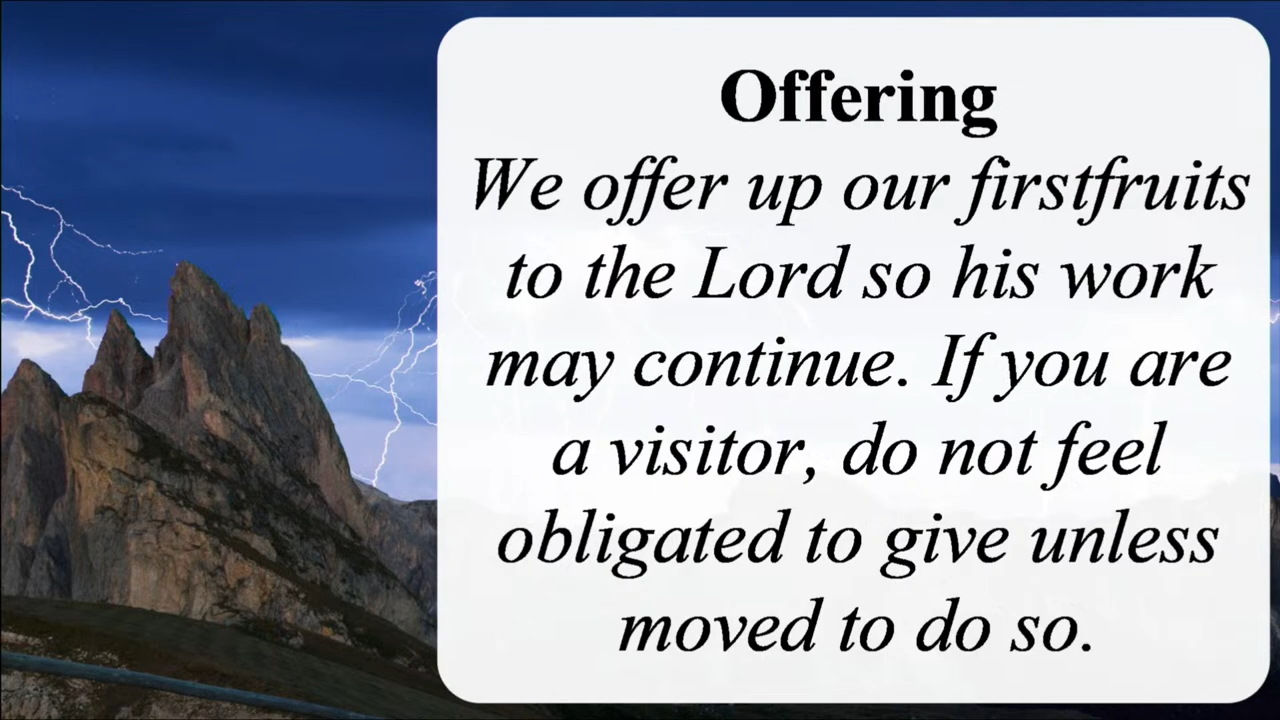 Offering
We offer up our firstfruits
to the Lord so his work
may continue. If you are
a visitor, do not feel
obligated to give unless
moved to do so.